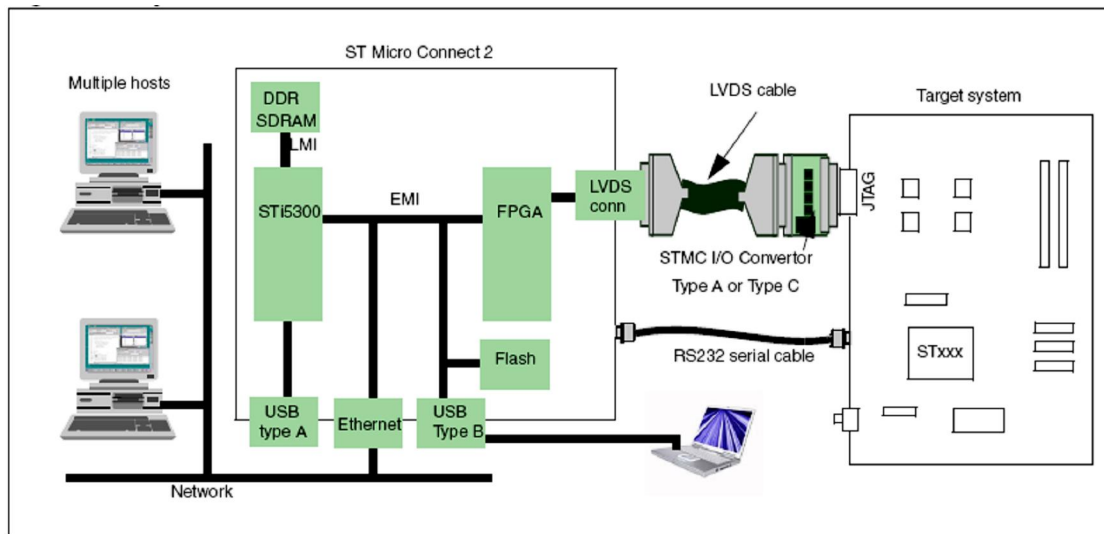 ST Micro Connect 2
Multiple hosts
DDR
SDRAM
LMI
LVDS cable
Target system
STi5300
EMI
FPGA
LVDS
conn
JTAG
STMC I/O Convertor
Type A or Type C
Flash
RS232 serial cable
STxxx
USB
type A
Ethernet
USB
Type B
Network